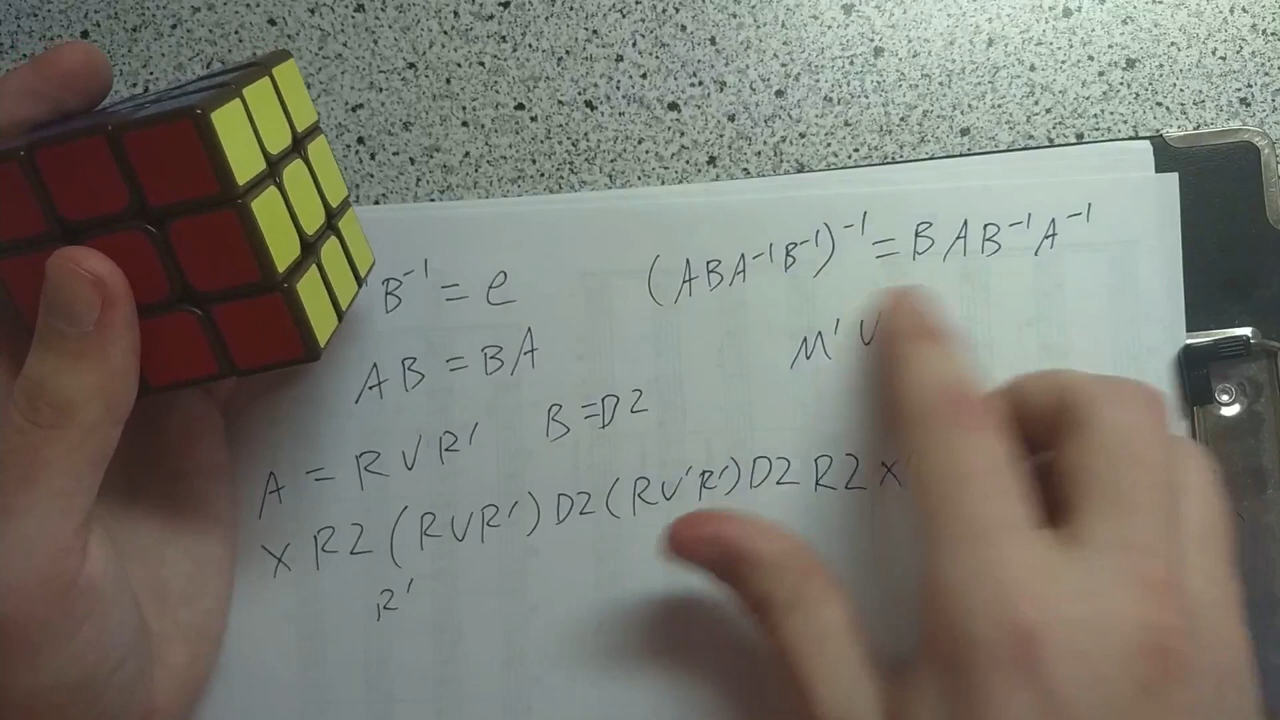 B⁻¹ = e
(ABA⁻¹B⁻¹)⁻¹ = BAB⁻¹A⁻¹
AB = BA
M' U
A = RUR' B = D2
X R2 (RUR') D2 (RU'R') D2 R2 X
R'